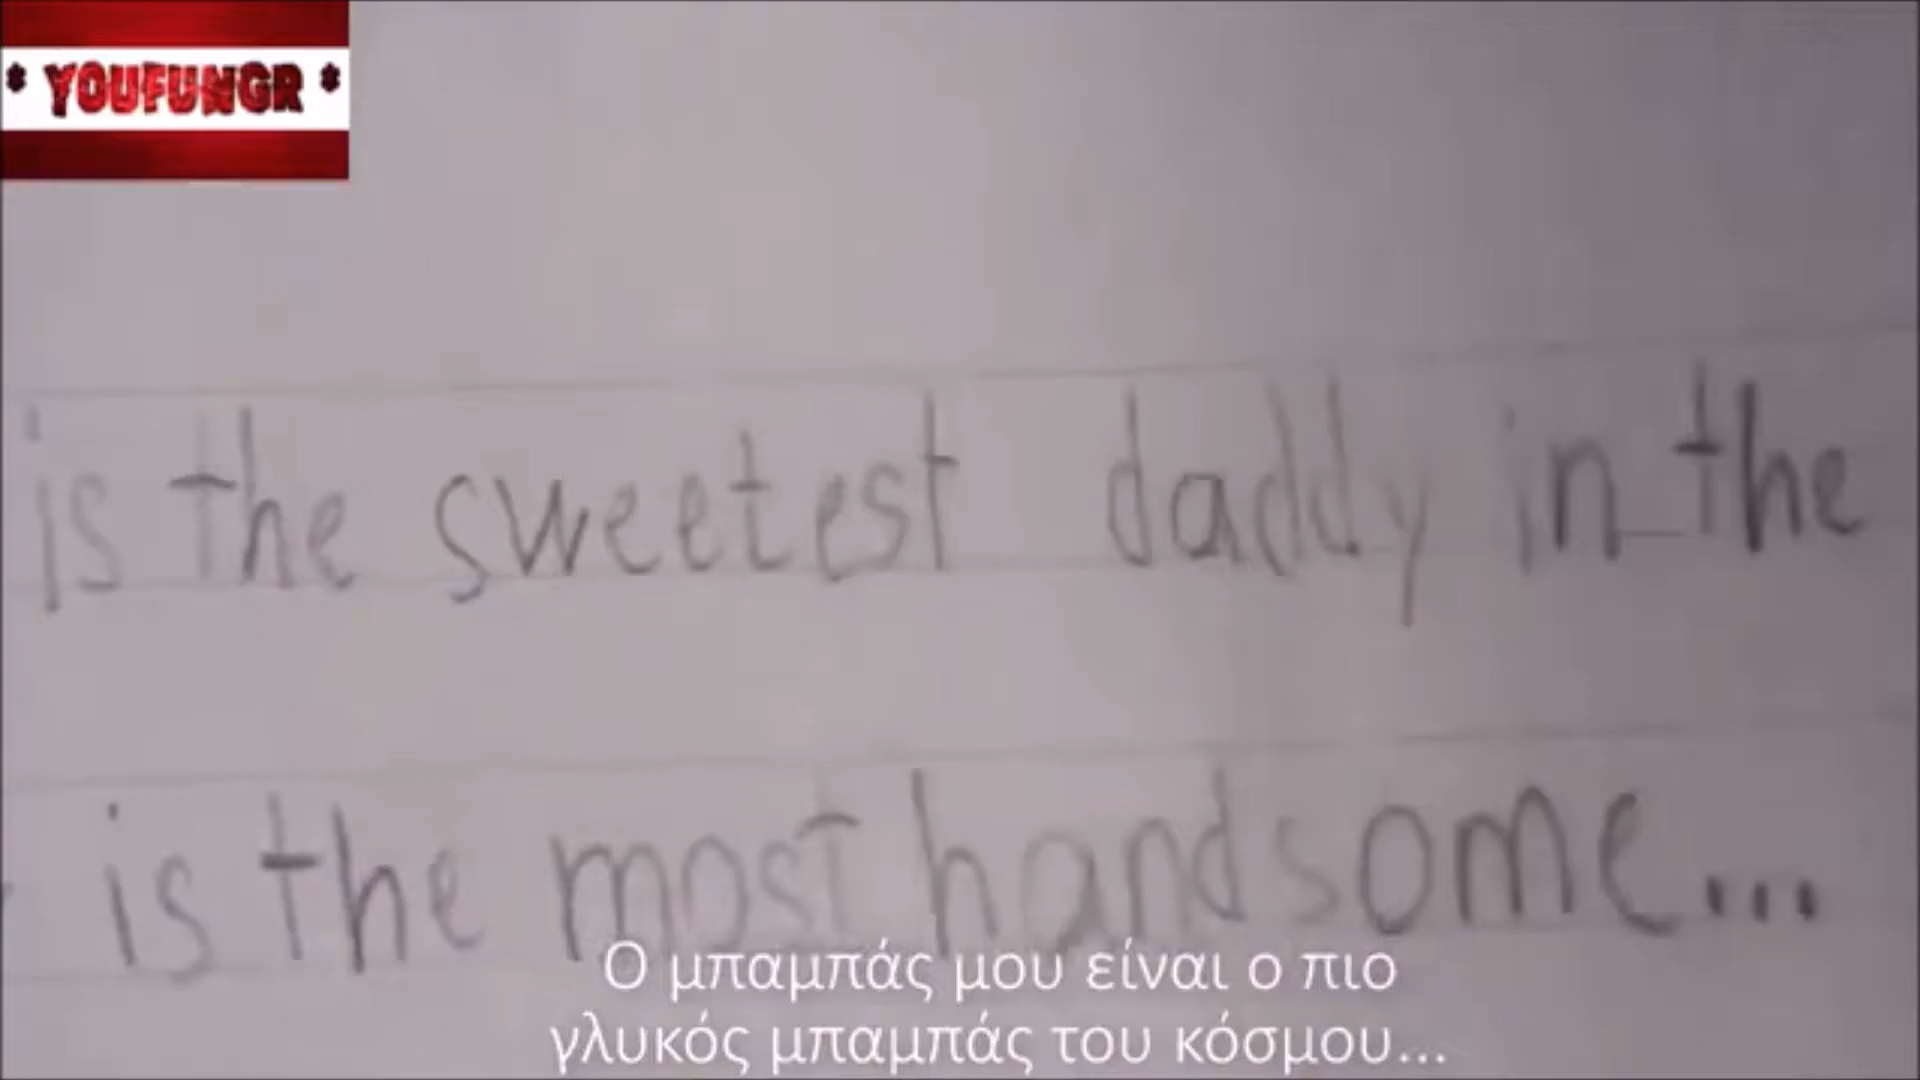 * YOUFUNGR *
is the sweetest daddy in the
is the most handsome...
Ο μπαμπάς μου είναι ο πιο
γλυκός μπαμπάς του κόσμου...